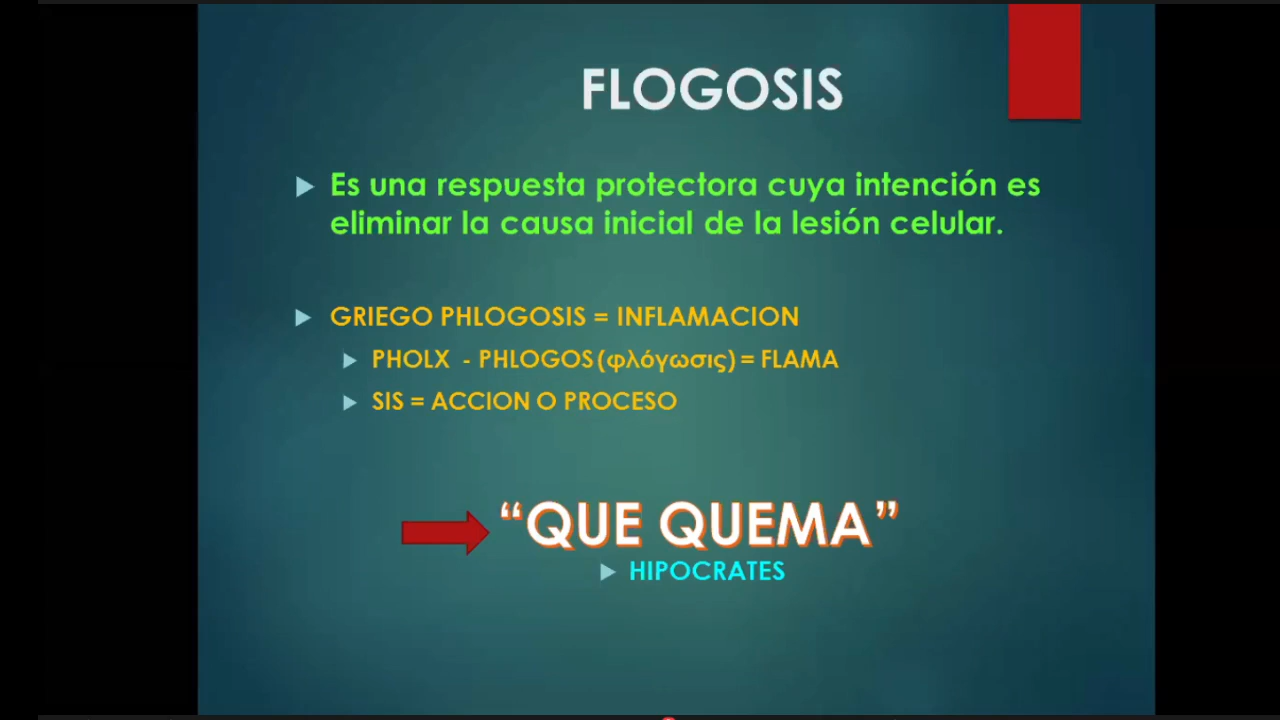 FLOGOSIS
Es una respuesta protectora cuya intención es
eliminar la causa inicial de la lesión celular.
GRIEGO PHLOGOSIS = INFLAMACION
PHOLX - PHLOGOS (φλόγωσις) = FLAMA
SIS = ACCION O PROCESO
“QUE QUEMA”
HIPOCRATES